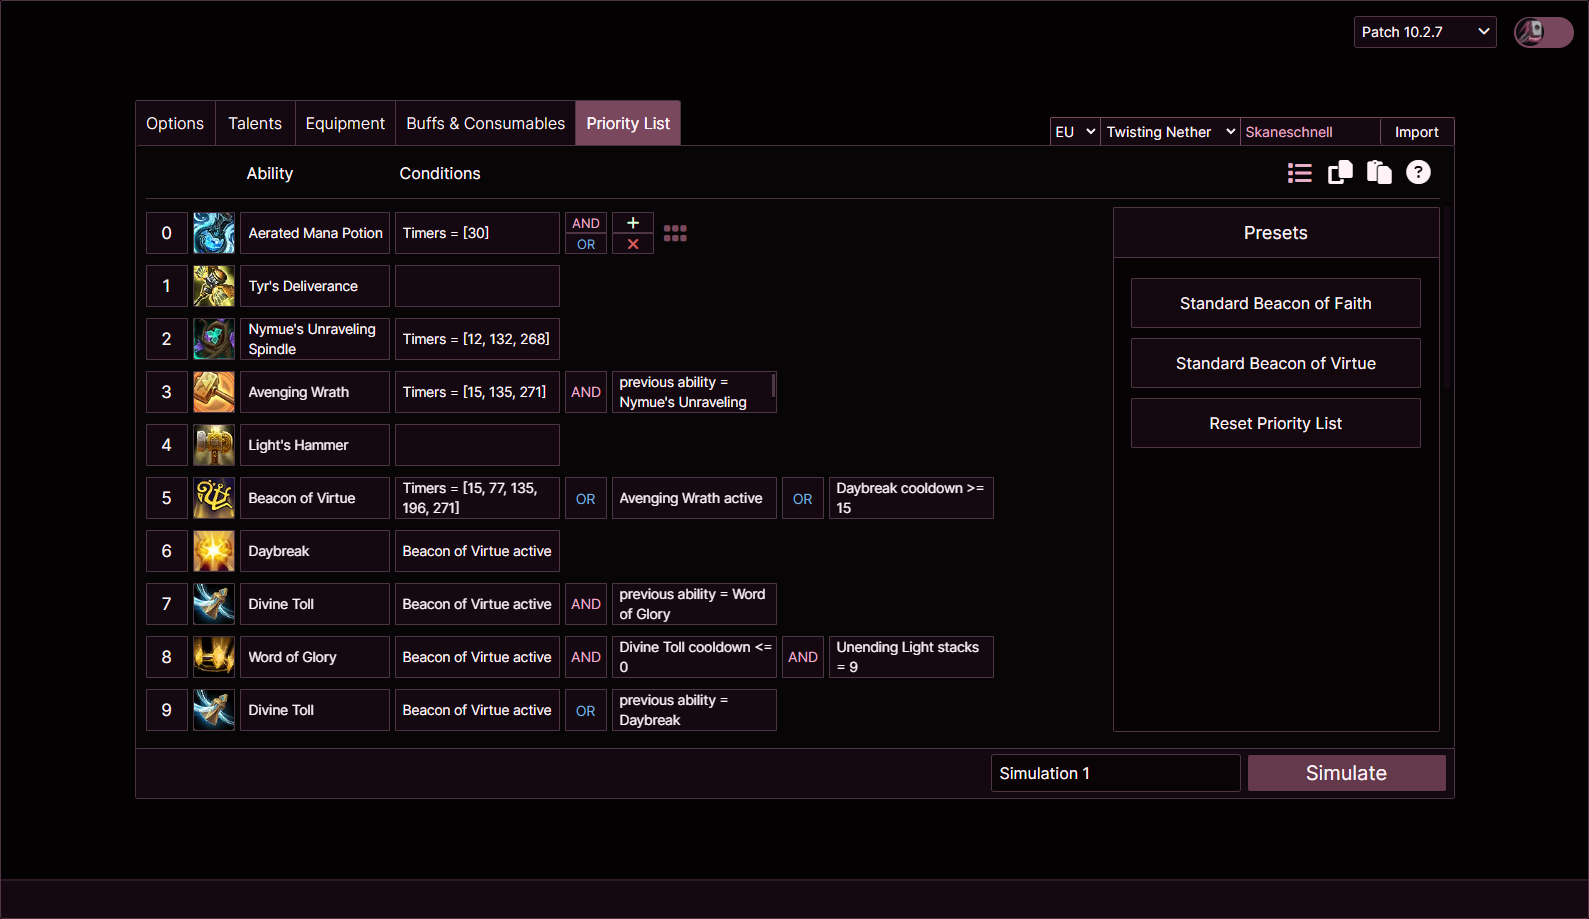 Patch 10.2.7
Options Talents Equipment Buffs & Consumables Priority List
EU Twisting Nether Skaneschnell Import
Ability Conditions ?
Presets
Standard Beacon of Faith
Standard Beacon of Virtue
Reset Priority List
0 Aerated Mana Potion Timers = [30] AND
OR
1 Tyr's Deliverance
2 Nymue's Unraveling
Spindle Timers = [12, 132, 268]
3 Avenging Wrath Timers = [15, 135, 271] AND previous ability =
Nymue's Unraveling
4 Light's Hammer
5 Beacon of Virtue Timers = [15, 77, 135,
196, 271] OR Avenging Wrath active OR Daybreak cooldown >=
15
6 Daybreak Beacon of Virtue active
7 Divine Toll Beacon of Virtue active AND previous ability = Word
of Glory
8 Word of Glory Beacon of Virtue active AND Divine Toll cooldown <=
0 AND Unending Light stacks
= 9
9 Divine Toll Beacon of Virtue active OR previous ability =
Daybreak
Simulation 1 Simulate